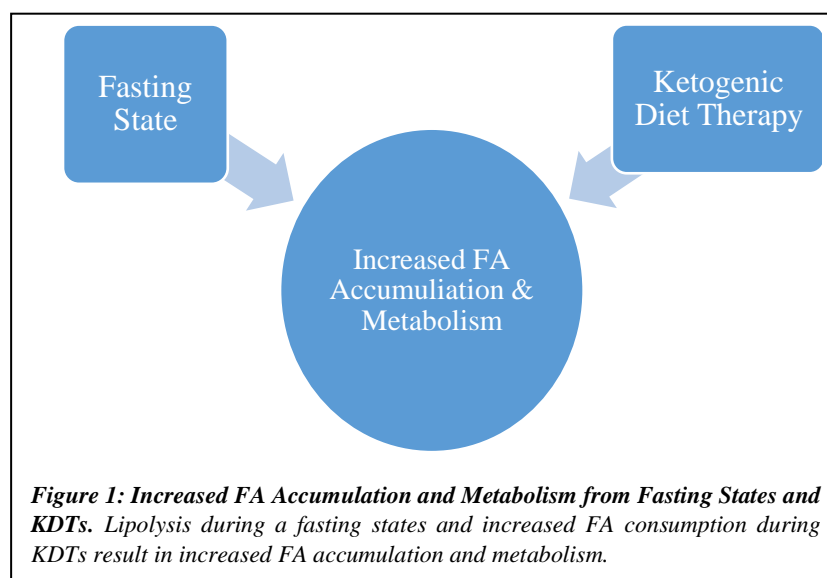 Fasting
State
Ketogenic
Diet Therapy
Increased FA
Accumuliation &
Metabolism
Figure 1: Increased FA Accumulation and Metabolism from Fasting States and
KDTs. Lipolysis during a fasting states and increased FA consumption during
KDTs result in increased FA accumulation and metabolism.